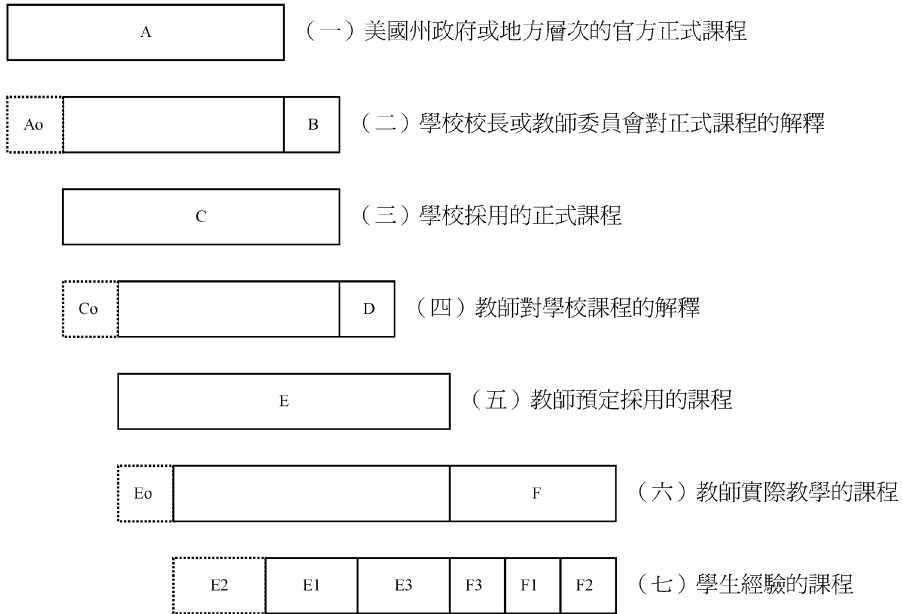 A （一）美國州政府或地方層次的官方正式課程
Ao B （二）學校校長或教師委員會對正式課程的解釋
C （三）學校採用的正式課程
Co D （四）教師對學校課程的解釋
E （五）教師預定採用的課程
Eo F （六）教師實際教學的課程
E2 E1 E3 F3 F1 F2 （七）學生經驗的課程